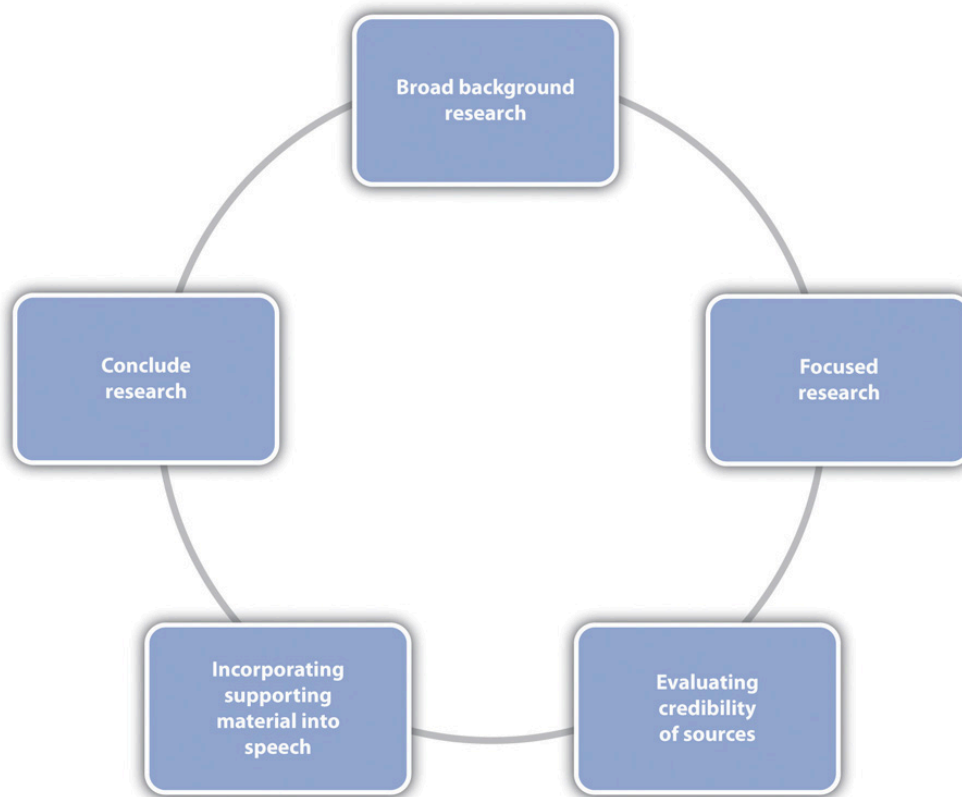 Broad background
research
Focused
research
Evaluating
credibility
of sources
Incorporating
supporting
material into
speech
Conclude
research